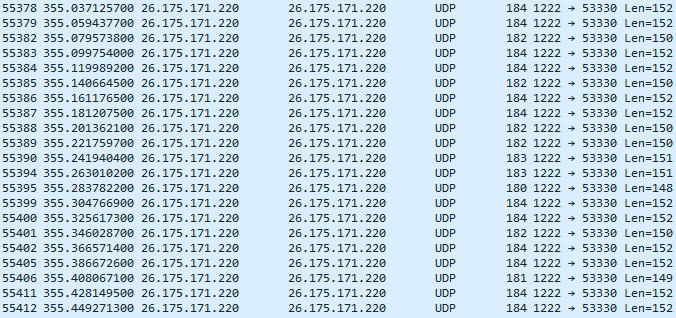 55378 355.037125700 26.175.171.220 26.175.171.220 UDP 184 1222 → 53330 Len=152
55379 355.059437700 26.175.171.220 26.175.171.220 UDP 184 1222 → 53330 Len=152
55382 355.079573800 26.175.171.220 26.175.171.220 UDP 182 1222 → 53330 Len=150
55383 355.099754000 26.175.171.220 26.175.171.220 UDP 184 1222 → 53330 Len=152
55384 355.119989200 26.175.171.220 26.175.171.220 UDP 184 1222 → 53330 Len=152
55385 355.140664500 26.175.171.220 26.175.171.220 UDP 182 1222 → 53330 Len=150
55386 355.161176500 26.175.171.220 26.175.171.220 UDP 184 1222 → 53330 Len=152
55387 355.181207500 26.175.171.220 26.175.171.220 UDP 184 1222 → 53330 Len=152
55388 355.201362100 26.175.171.220 26.175.171.220 UDP 182 1222 → 53330 Len=150
55389 355.221759700 26.175.171.220 26.175.171.220 UDP 182 1222 → 53330 Len=150
55390 355.241940400 26.175.171.220 26.175.171.220 UDP 183 1222 → 53330 Len=151
55394 355.263010200 26.175.171.220 26.175.171.220 UDP 183 1222 → 53330 Len=151
55395 355.283782200 26.175.171.220 26.175.171.220 UDP 180 1222 → 53330 Len=148
55399 355.304766900 26.175.171.220 26.175.171.220 UDP 184 1222 → 53330 Len=152
55400 355.325617300 26.175.171.220 26.175.171.220 UDP 184 1222 → 53330 Len=152
55401 355.346028700 26.175.171.220 26.175.171.220 UDP 182 1222 → 53330 Len=150
55402 355.366571400 26.175.171.220 26.175.171.220 UDP 184 1222 → 53330 Len=152
55405 355.386672600 26.175.171.220 26.175.171.220 UDP 184 1222 → 53330 Len=152
55406 355.408067100 26.175.171.220 26.175.171.220 UDP 181 1222 → 53330 Len=149
55411 355.428149500 26.175.171.220 26.175.171.220 UDP 184 1222 → 53330 Len=152
55412 355.449271300 26.175.171.220 26.175.171.220 UDP 184 1222 → 53330 Len=152